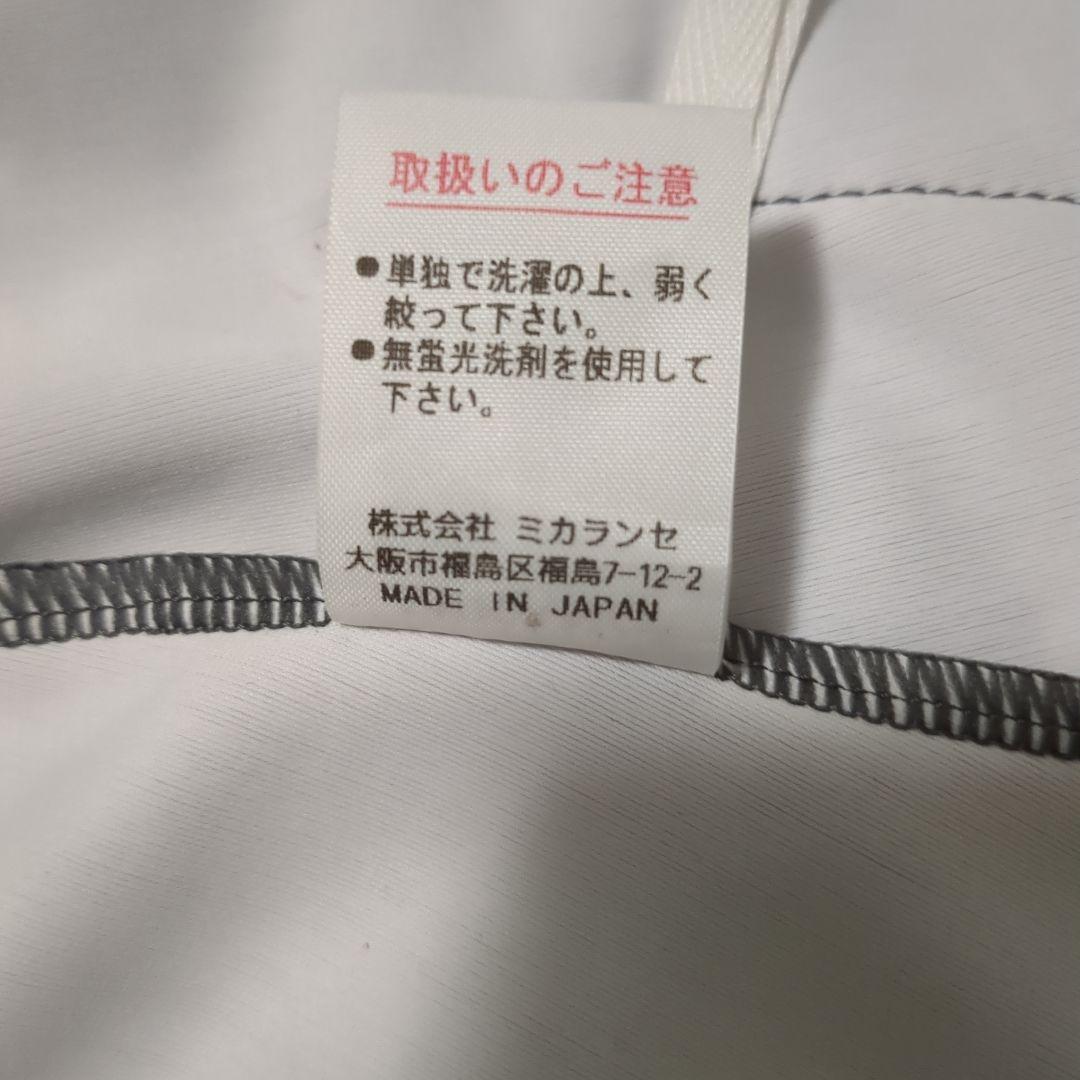 取扱いのご注意
●単独で洗濯の上、弱く
絞って下さい。
●無蛍光洗剤を使用して
下さい。
株式会社 ミカランセ
大阪市福島区福島7-12-2
MADE IN JAPAN